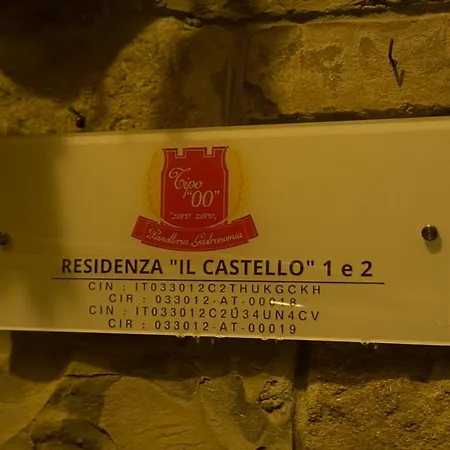 Tipo
"00"
"zero zero"
Panetteria Gastronomia
RESIDENZA "IL CASTELLO" 1 e 2
CIN : IT033012C2THUKGCKH
CIR : 033012-AT-00018
CIN : IT033012C2U34UN4CV
CIR : 033012-AT-00019